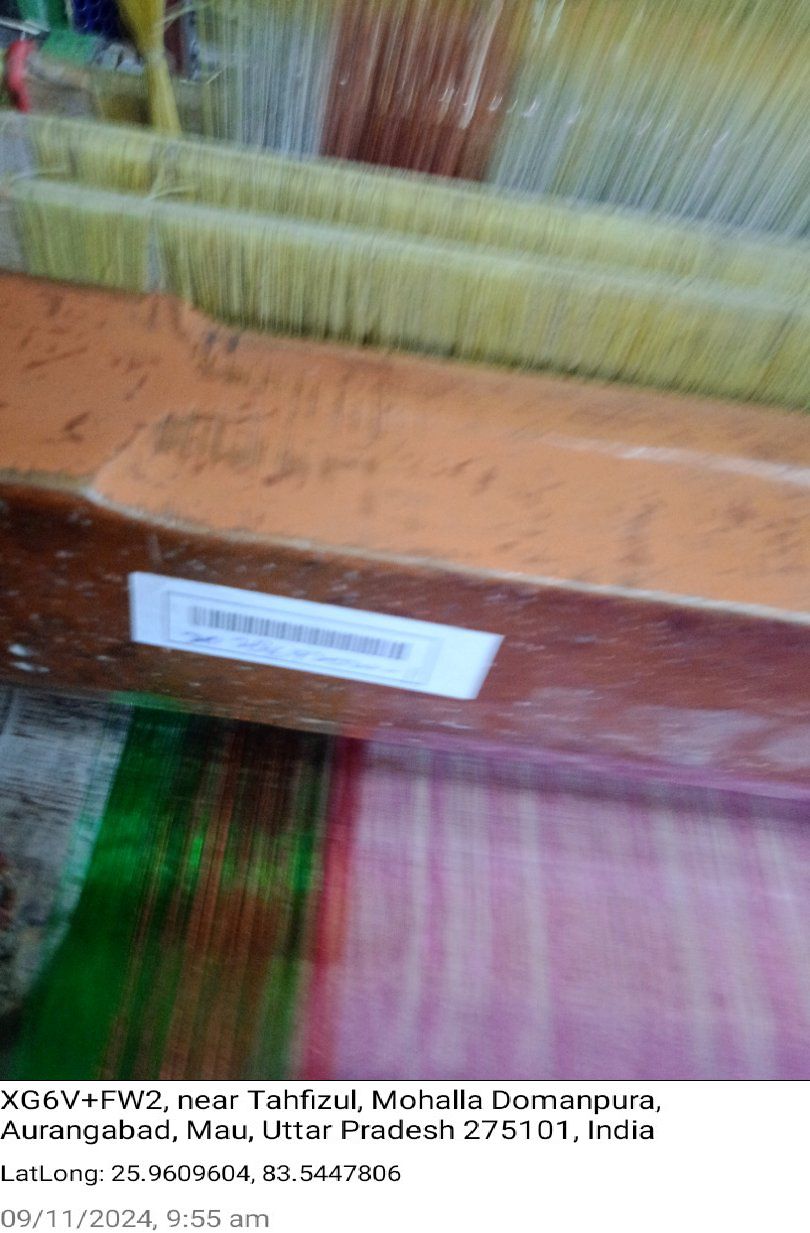 XG6V+FW2, near Tahfizul, Mohalla Domanpura,
Aurangabad, Mau, Uttar Pradesh 275101, India
LatLong: 25.9609604, 83.5447806
09/11/2024, 9:55 am